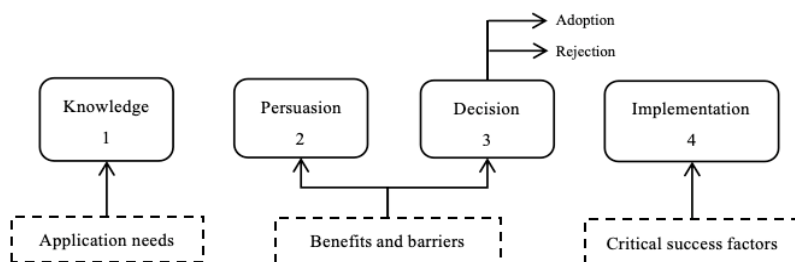 Adoption
Rejection
Knowledge
1
Persuasion
2
Decision
3
Implementation
4
Application needs
Benefits and barriers
Critical success factors